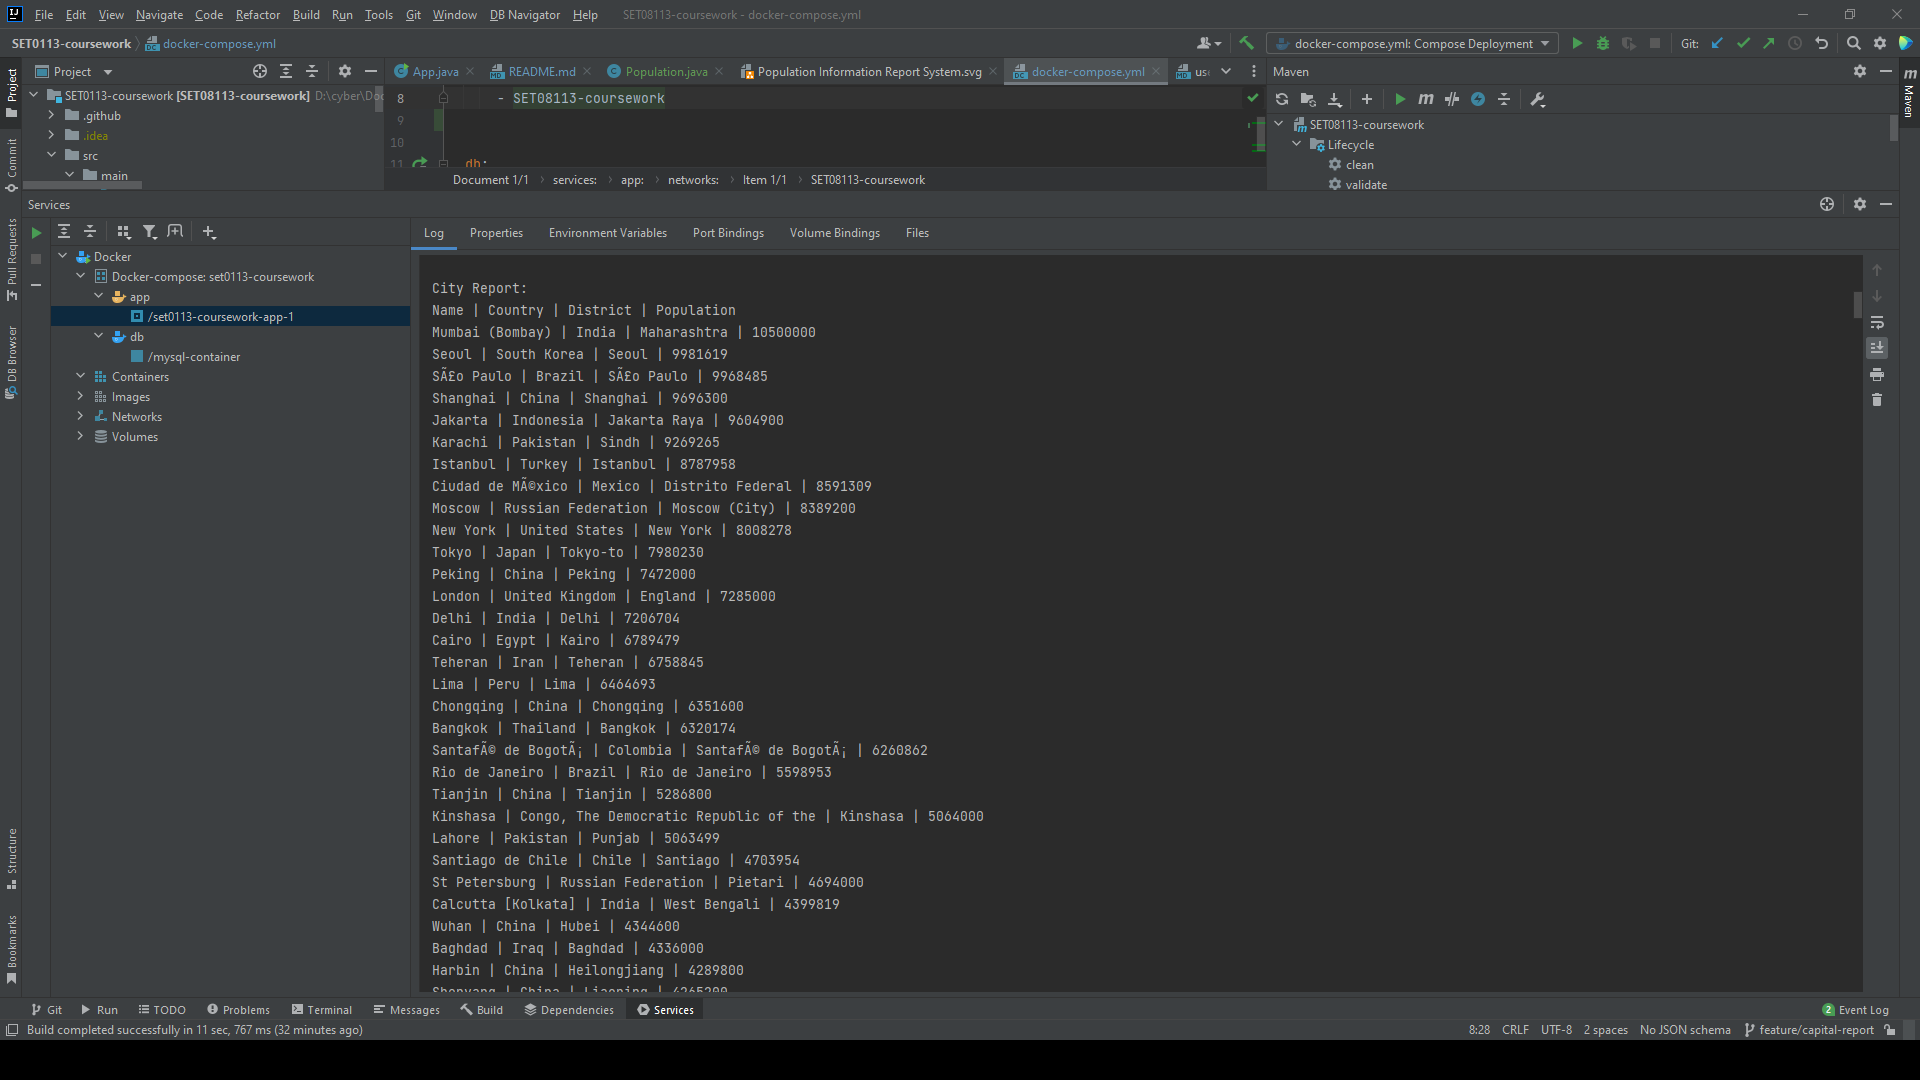 File Edit View Navigate Code Refactor Build Run Tools Git Window DB Navigator Help SET08113-coursework - docker-compose.yml
SET0113-coursework docker-compose.yml
docker-compose.yml: Compose Deployment Git:
Project
App.java README.md Population.java Population Information Report System.svg docker-compose.yml
Maven
SET0113-coursework [SET08113-coursework] D:\cyber\Doc
.github
.idea
src
main
8 - SET08113-coursework
9
10
11 db:
Document 1/1 services: app: networks: Item 1/1 SET08113-coursework
SET08113-coursework
Lifecycle
clean
validate
Project
Commit
Pull Requests
DB Browser
Structure
Bookmarks
Maven
Services
Log Properties Environment Variables Port Bindings Volume Bindings Files
Docker
Docker-compose: set0113-coursework
app
/set0113-coursework-app-1
db
/mysql-container
Containers
Images
Networks
Volumes
City Report:
Name | Country | District | Population
Mumbai (Bombay) | India | Maharashtra | 10500000
Seoul | South Korea | Seoul | 9981619
SÃ£o Paulo | Brazil | SÃ£o Paulo | 9968485
Shanghai | China | Shanghai | 9696300
Jakarta | Indonesia | Jakarta Raya | 9604900
Karachi | Pakistan | Sindh | 9269265
Istanbul | Turkey | Istanbul | 8787958
Ciudad de MÃ©xico | Mexico | Distrito Federal | 8591309
Moscow | Russian Federation | Moscow (City) | 8389200
New York | United States | New York | 8008278
Tokyo | Japan | Tokyo-to | 7980230
Peking | China | Peking | 7472000
London | United Kingdom | England | 7285000
Delhi | India | Delhi | 7206704
Cairo | Egypt | Kairo | 6789479
Teheran | Iran | Teheran | 6758845
Lima | Peru | Lima | 6464693
Chongqing | China | Chongqing | 6351600
Bangkok | Thailand | Bangkok | 6320174
SantafÃ© de BogotÃ¡ | Colombia | SantafÃ© de BogotÃ¡ | 6260862
Rio de Janeiro | Brazil | Rio de Janeiro | 5598953
Tianjin | China | Tianjin | 5286800
Kinshasa | Congo, The Democratic Republic of the | Kinshasa | 5064000
Lahore | Pakistan | Punjab | 5063499
Santiago de Chile | Chile | Santiago | 4703954
St Petersburg | Russian Federation | Pietari | 4694000
Calcutta [Kolkata] | India | West Bengali | 4399819
Wuhan | China | Hubei | 4344600
Baghdad | Iraq | Baghdad | 4336000
Harbin | China | Heilongjiang | 4289800
Shenyang | China | Liaoning | 4265200
Git Run TODO Problems Terminal Messages Build Dependencies Services 2 Event Log
Build completed successfully in 11 sec, 767 ms (32 minutes ago) 8:28 CRLF UTF-8 2 spaces No JSON schema feature/capital-report